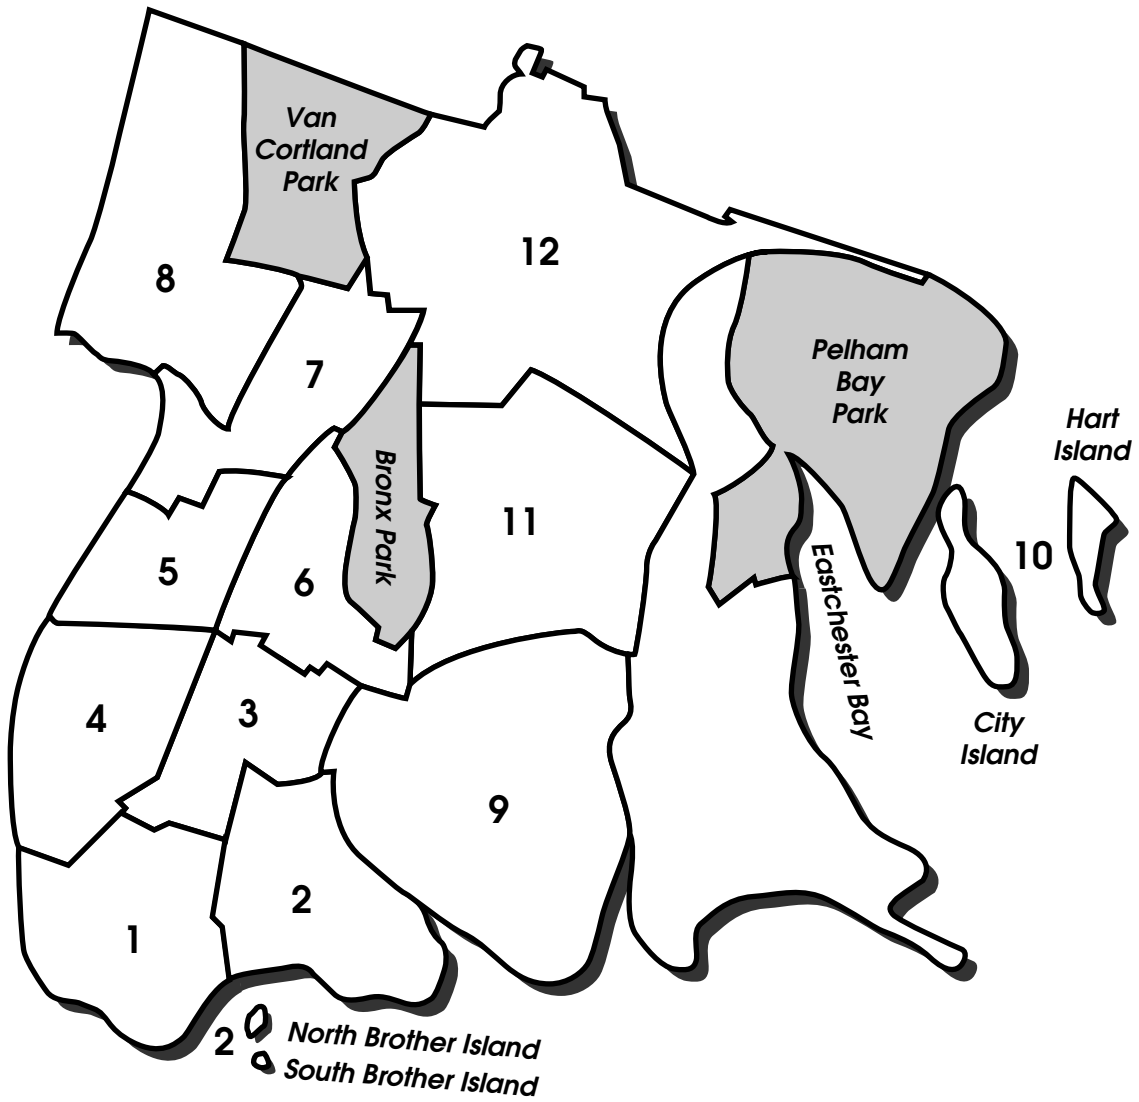 Van
Cortland
Park
12
8
7
Pelham
Bay
Park
Hart
Island
Bronx Park
11
10
5
6
Eastchester Bay
4
3
City
Island
9
2
1
2
North Brother Island
South Brother Island